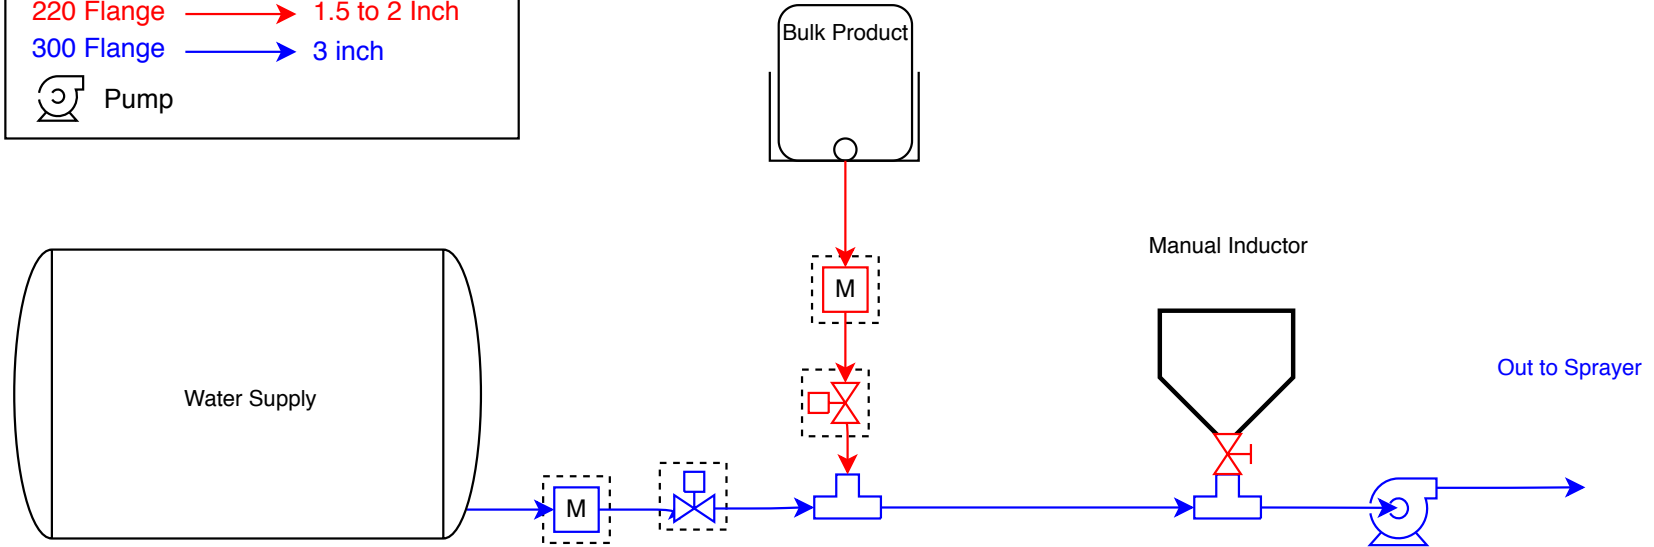 220 Flange 1.5 to 2 Inch
300 Flange 3 inch
Pump
Bulk Product
M
Manual Inductor
Out to Sprayer
Water Supply
M